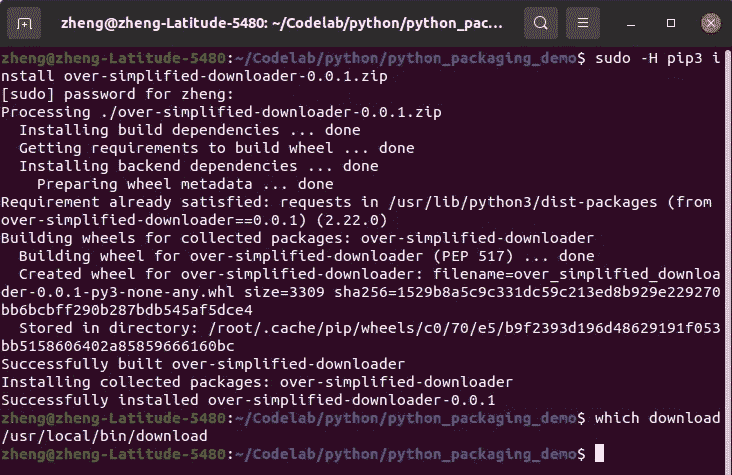 zheng@zheng-Latitude-5480: ~/Codelab/python/python_pac...
zheng@zheng-Latitude-5480:~/Codelab/python/python_packaging_demo$ sudo -H pip3 i
nstall over-simplified-downloader-0.0.1.zip
[sudo] password for zheng:
Processing ./over-simplified-downloader-0.0.1.zip
  Installing build dependencies ... done
  Getting requirements to build wheel ... done
  Installing backend dependencies ... done
    Preparing wheel metadata ... done
Requirement already satisfied: requests in /usr/lib/python3/dist-packages (from
over-simplified-downloader==0.0.1) (2.22.0)
Building wheels for collected packages: over-simplified-downloader
  Building wheel for over-simplified-downloader (PEP 517) ... done
  Created wheel for over-simplified-downloader: filename=over_simplified_downloa
der-0.0.1-py3-none-any.whl size=3309 sha256=1529b8a5c9c331dc59c213ed8b929e229270
bb6bcbff290b287bdb545af5dce4
  Stored in directory: /root/.cache/pip/wheels/c0/70/e5/b9f2393d196d48629191f053
bb5158606402a85859666160bc
Successfully built over-simplified-downloader
Installing collected packages: over-simplified-downloader
Successfully installed over-simplified-downloader-0.0.1
zheng@zheng-Latitude-5480:~/Codelab/python/python_packaging_demo$ which download
/usr/local/bin/download
zheng@zheng-Latitude-5480:~/Codelab/python/python_packaging_demo$